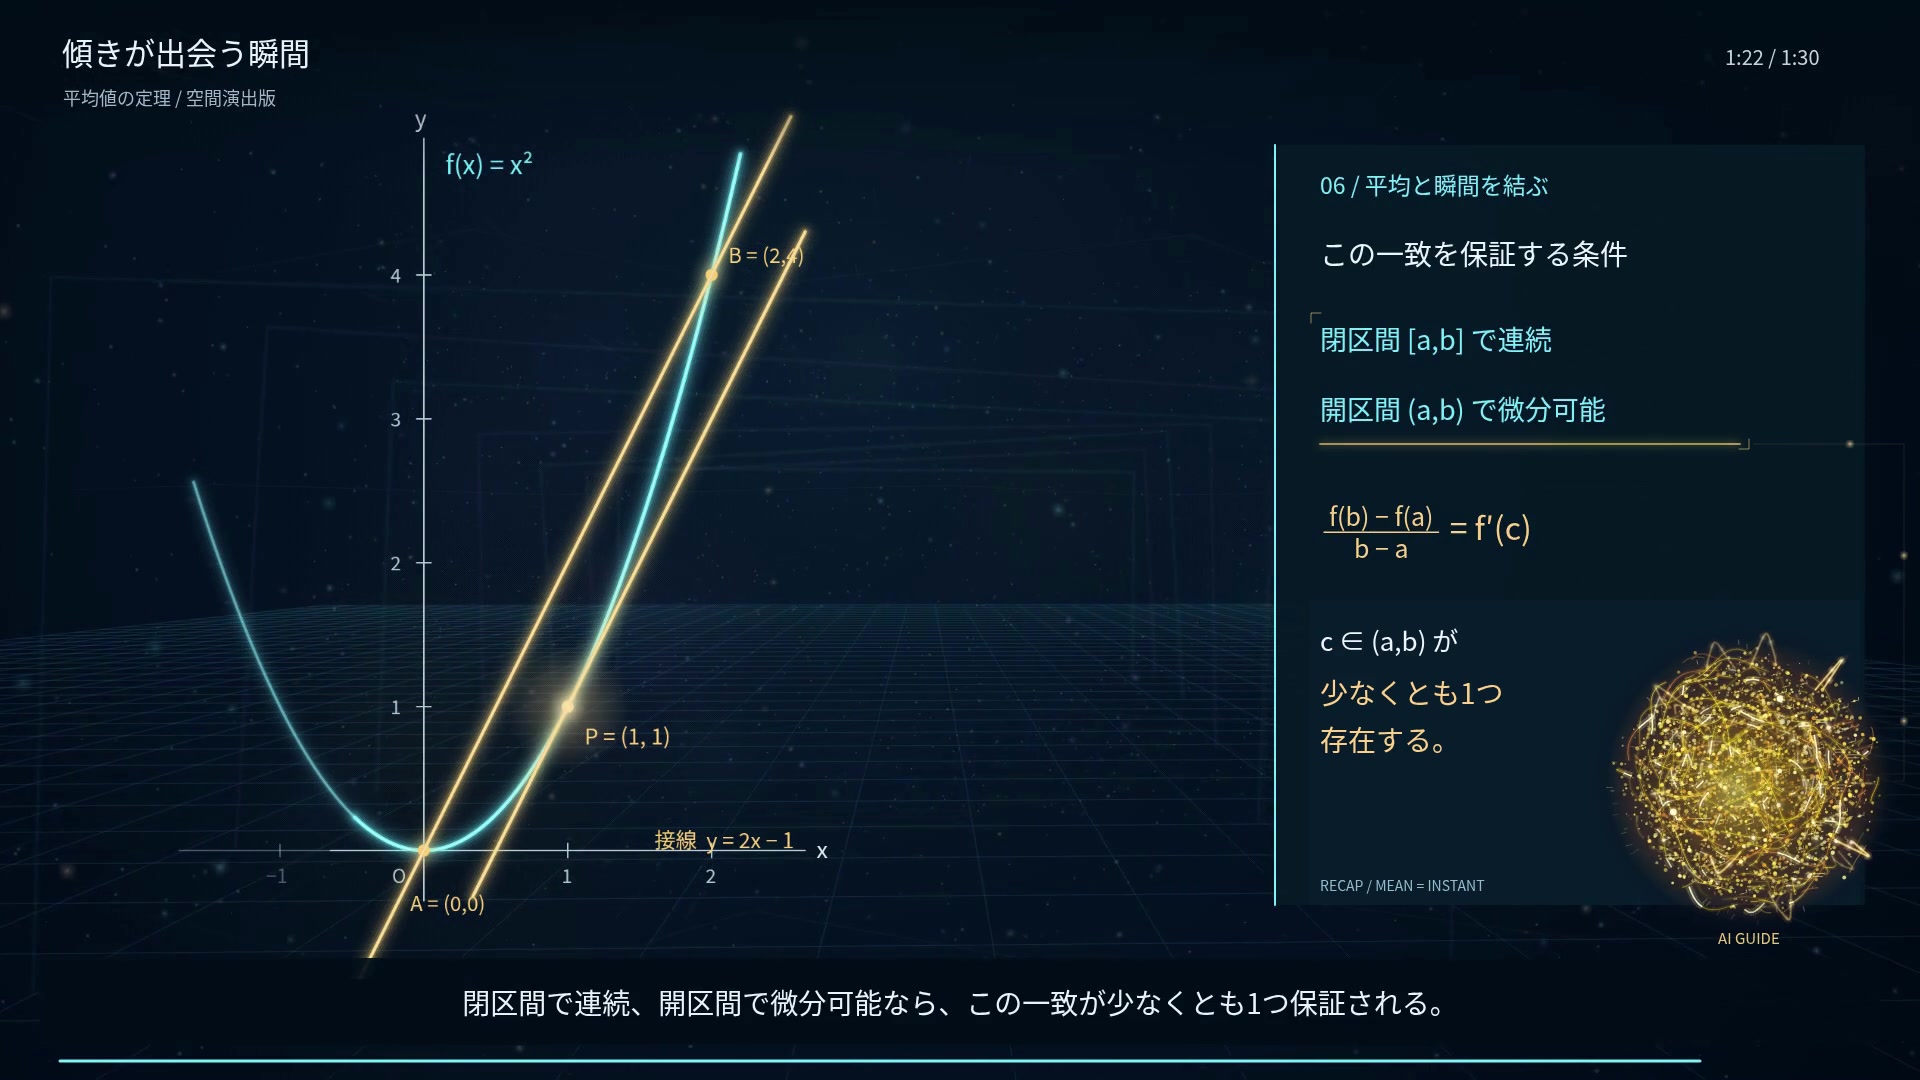 傾きが出会う瞬間
平均値の定理 / 空間演出版
1:22 / 1:30
y
f(x) = x²
B = (2,4)
4
3
2
1
P = (1, 1)
接線 y = 2x − 1
x
−1
O
1
2
A = (0,0)
06 / 平均と瞬間を結ぶ
この一致を保証する条件
閉区間 [a,b] で連続
開区間 (a,b) で微分可能
f(b) − f(a)
b − a
= f′(c)
c ∈ (a,b) が
少なくとも1つ
存在する。
RECAP / MEAN = INSTANT
AI GUIDE
閉区間で連続、開区間で微分可能なら、この一致が少なくとも1つ保証される。